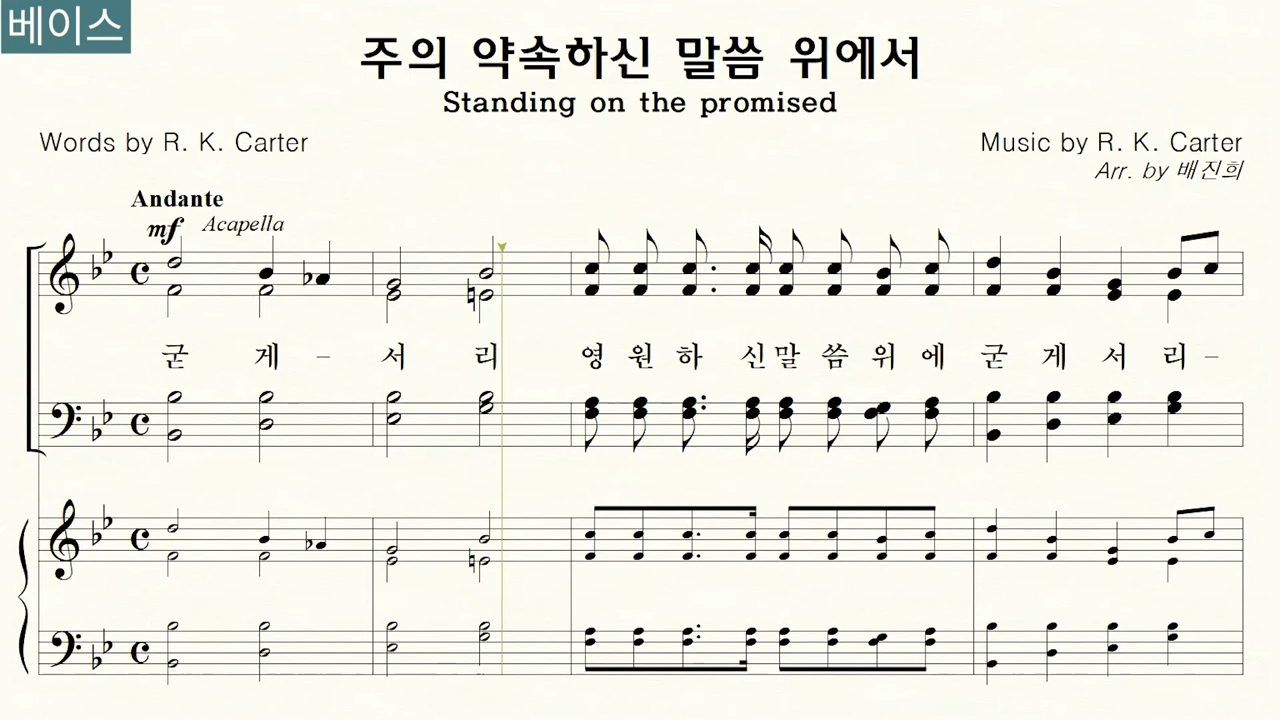 베이스
주의 약속하신 말씀 위에서
Standing on the promised
Words by R. K. Carter
Music by R. K. Carter
Arr. by 배진희
Andante
mf Acapella
굳 게 – 서 리 영 원 하 신 말 씀 위 에 굳 게 서 리 –